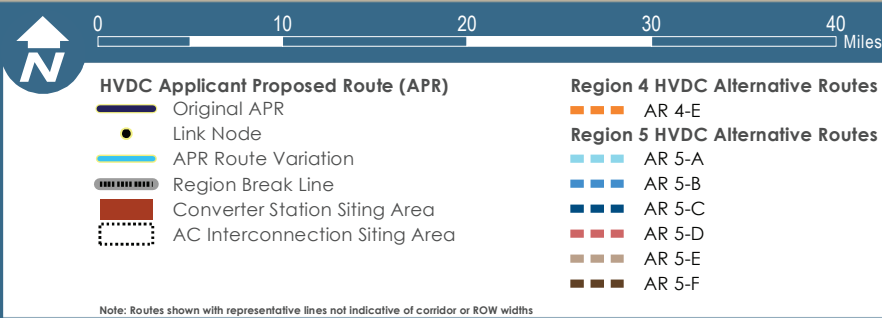 0 10 20 30 40
Miles
N
HVDC Applicant Proposed Route (APR)
Original APR
Link Node
APR Route Variation
Region Break Line
Converter Station Siting Area
AC Interconnection Siting Area
Region 4 HVDC Alternative Routes
AR 4-E
Region 5 HVDC Alternative Routes
AR 5-A
AR 5-B
AR 5-C
AR 5-D
AR 5-E
AR 5-F
Note: Routes shown with representative lines not indicative of corridor or ROW widths